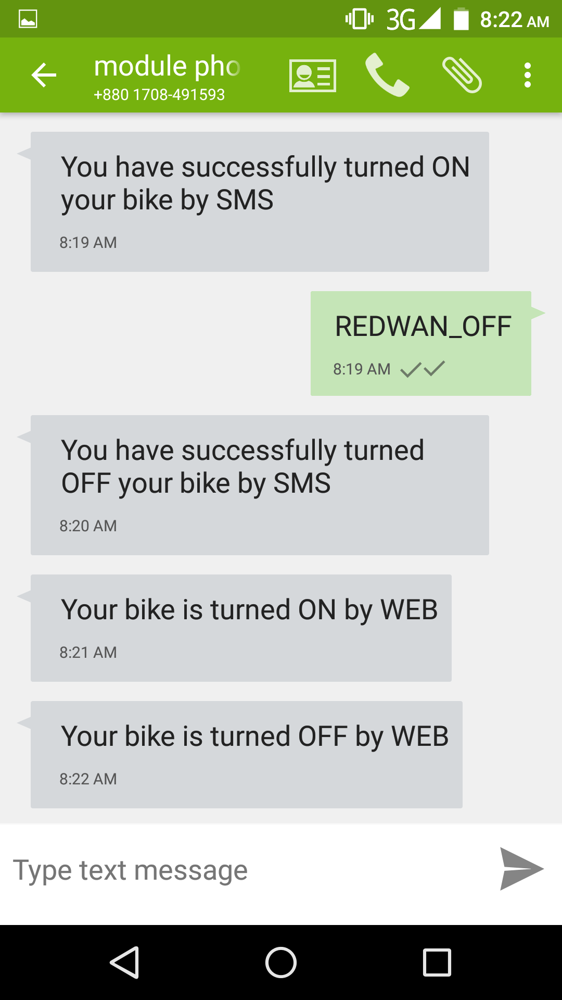 3G 8:22 AM
module pho
+880 1708-491593
You have successfully turned ON
your bike by SMS
8:19 AM
REDWAN_OFF
8:19 AM
You have successfully turned
OFF your bike by SMS
8:20 AM
Your bike is turned ON by WEB
8:21 AM
Your bike is turned OFF by WEB
8:22 AM
Type text message